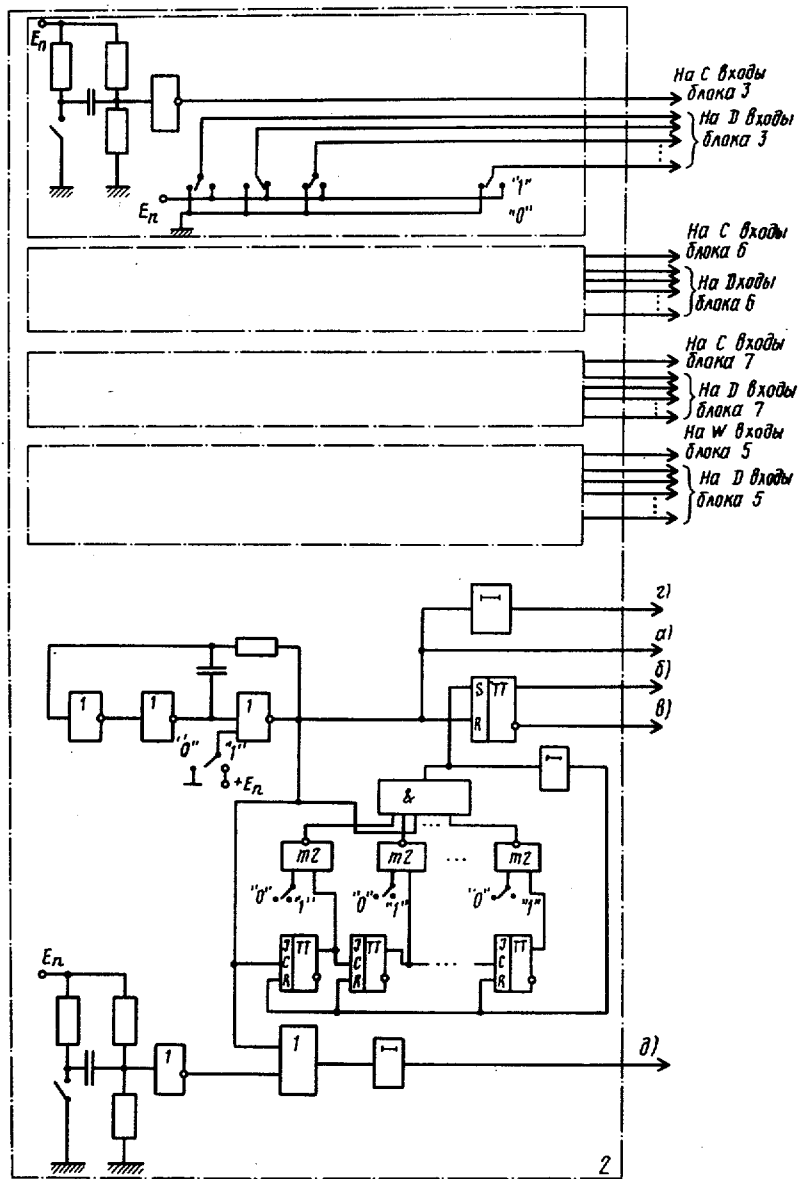 Eп
На C входы
блока 3
На D входы
блока 3
Eп
"1"
"0"
На C входы
блока 6
На D входы
блока 6
На C входы
блока 7
На D входы
блока 7
На W входы
блока 5
На D входы
блока 5
г)
а)
S TT
R
б)
в)
1
1
1
"0"
"1"
+Eп
&
m2
m2
...
m2
"0"
"1"
"0"
"1"
"0"
"1"
J TT
C
R
J TT
C
R
...
J TT
C
R
Eп
1
1
д)
2